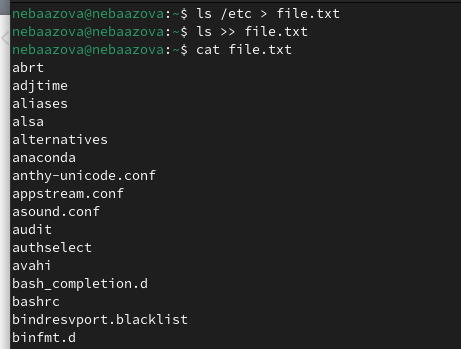 nebaazova@nebaazova:~$ ls /etc > file.txt
nebaazova@nebaazova:~$ ls >> file.txt
nebaazova@nebaazova:~$ cat file.txt
abrt
adjtime
aliases
alsa
alternatives
anaconda
anthy-unicode.conf
appstream.conf
asound.conf
audit
authselect
avahi
bash_completion.d
bashrc
bindresvport.blacklist
binfmt.d